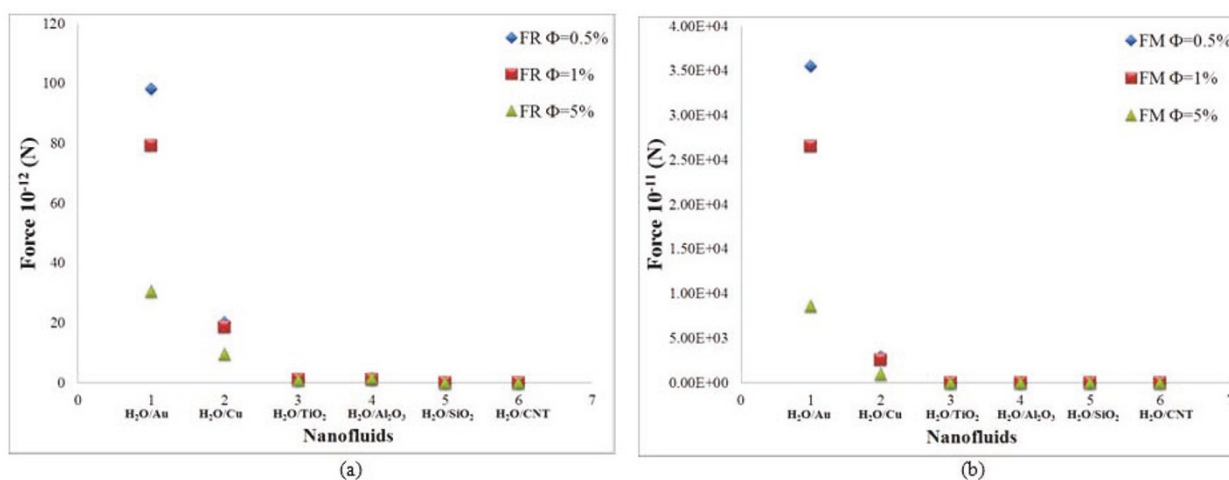 120
100
80
60
40
20
0
Force 10⁻¹² (N)
FR Φ=0.5%
FR Φ=1%
FR Φ=5%
0 1 2 3 4 5 6 7
H₂O/Au H₂O/Cu H₂O/TiO₂ H₂O/Al₂O₃ H₂O/SiO₂ H₂O/CNT
Nanofluids
(a)
4.00E+04
3.50E+04
3.00E+04
2.50E+04
2.00E+04
1.50E+04
1.00E+04
5.00E+03
0.00E+00
Force 10⁻¹¹ (N)
FM Φ=0.5%
FM Φ=1%
FM Φ=5%
0 1 2 3 4 5 6 7
H₂O/Au H₂O/Cu H₂O/TiO₂ H₂O/Al₂O₃ H₂O/SiO₂ H₂O/CNT
Nanofluids
(b)